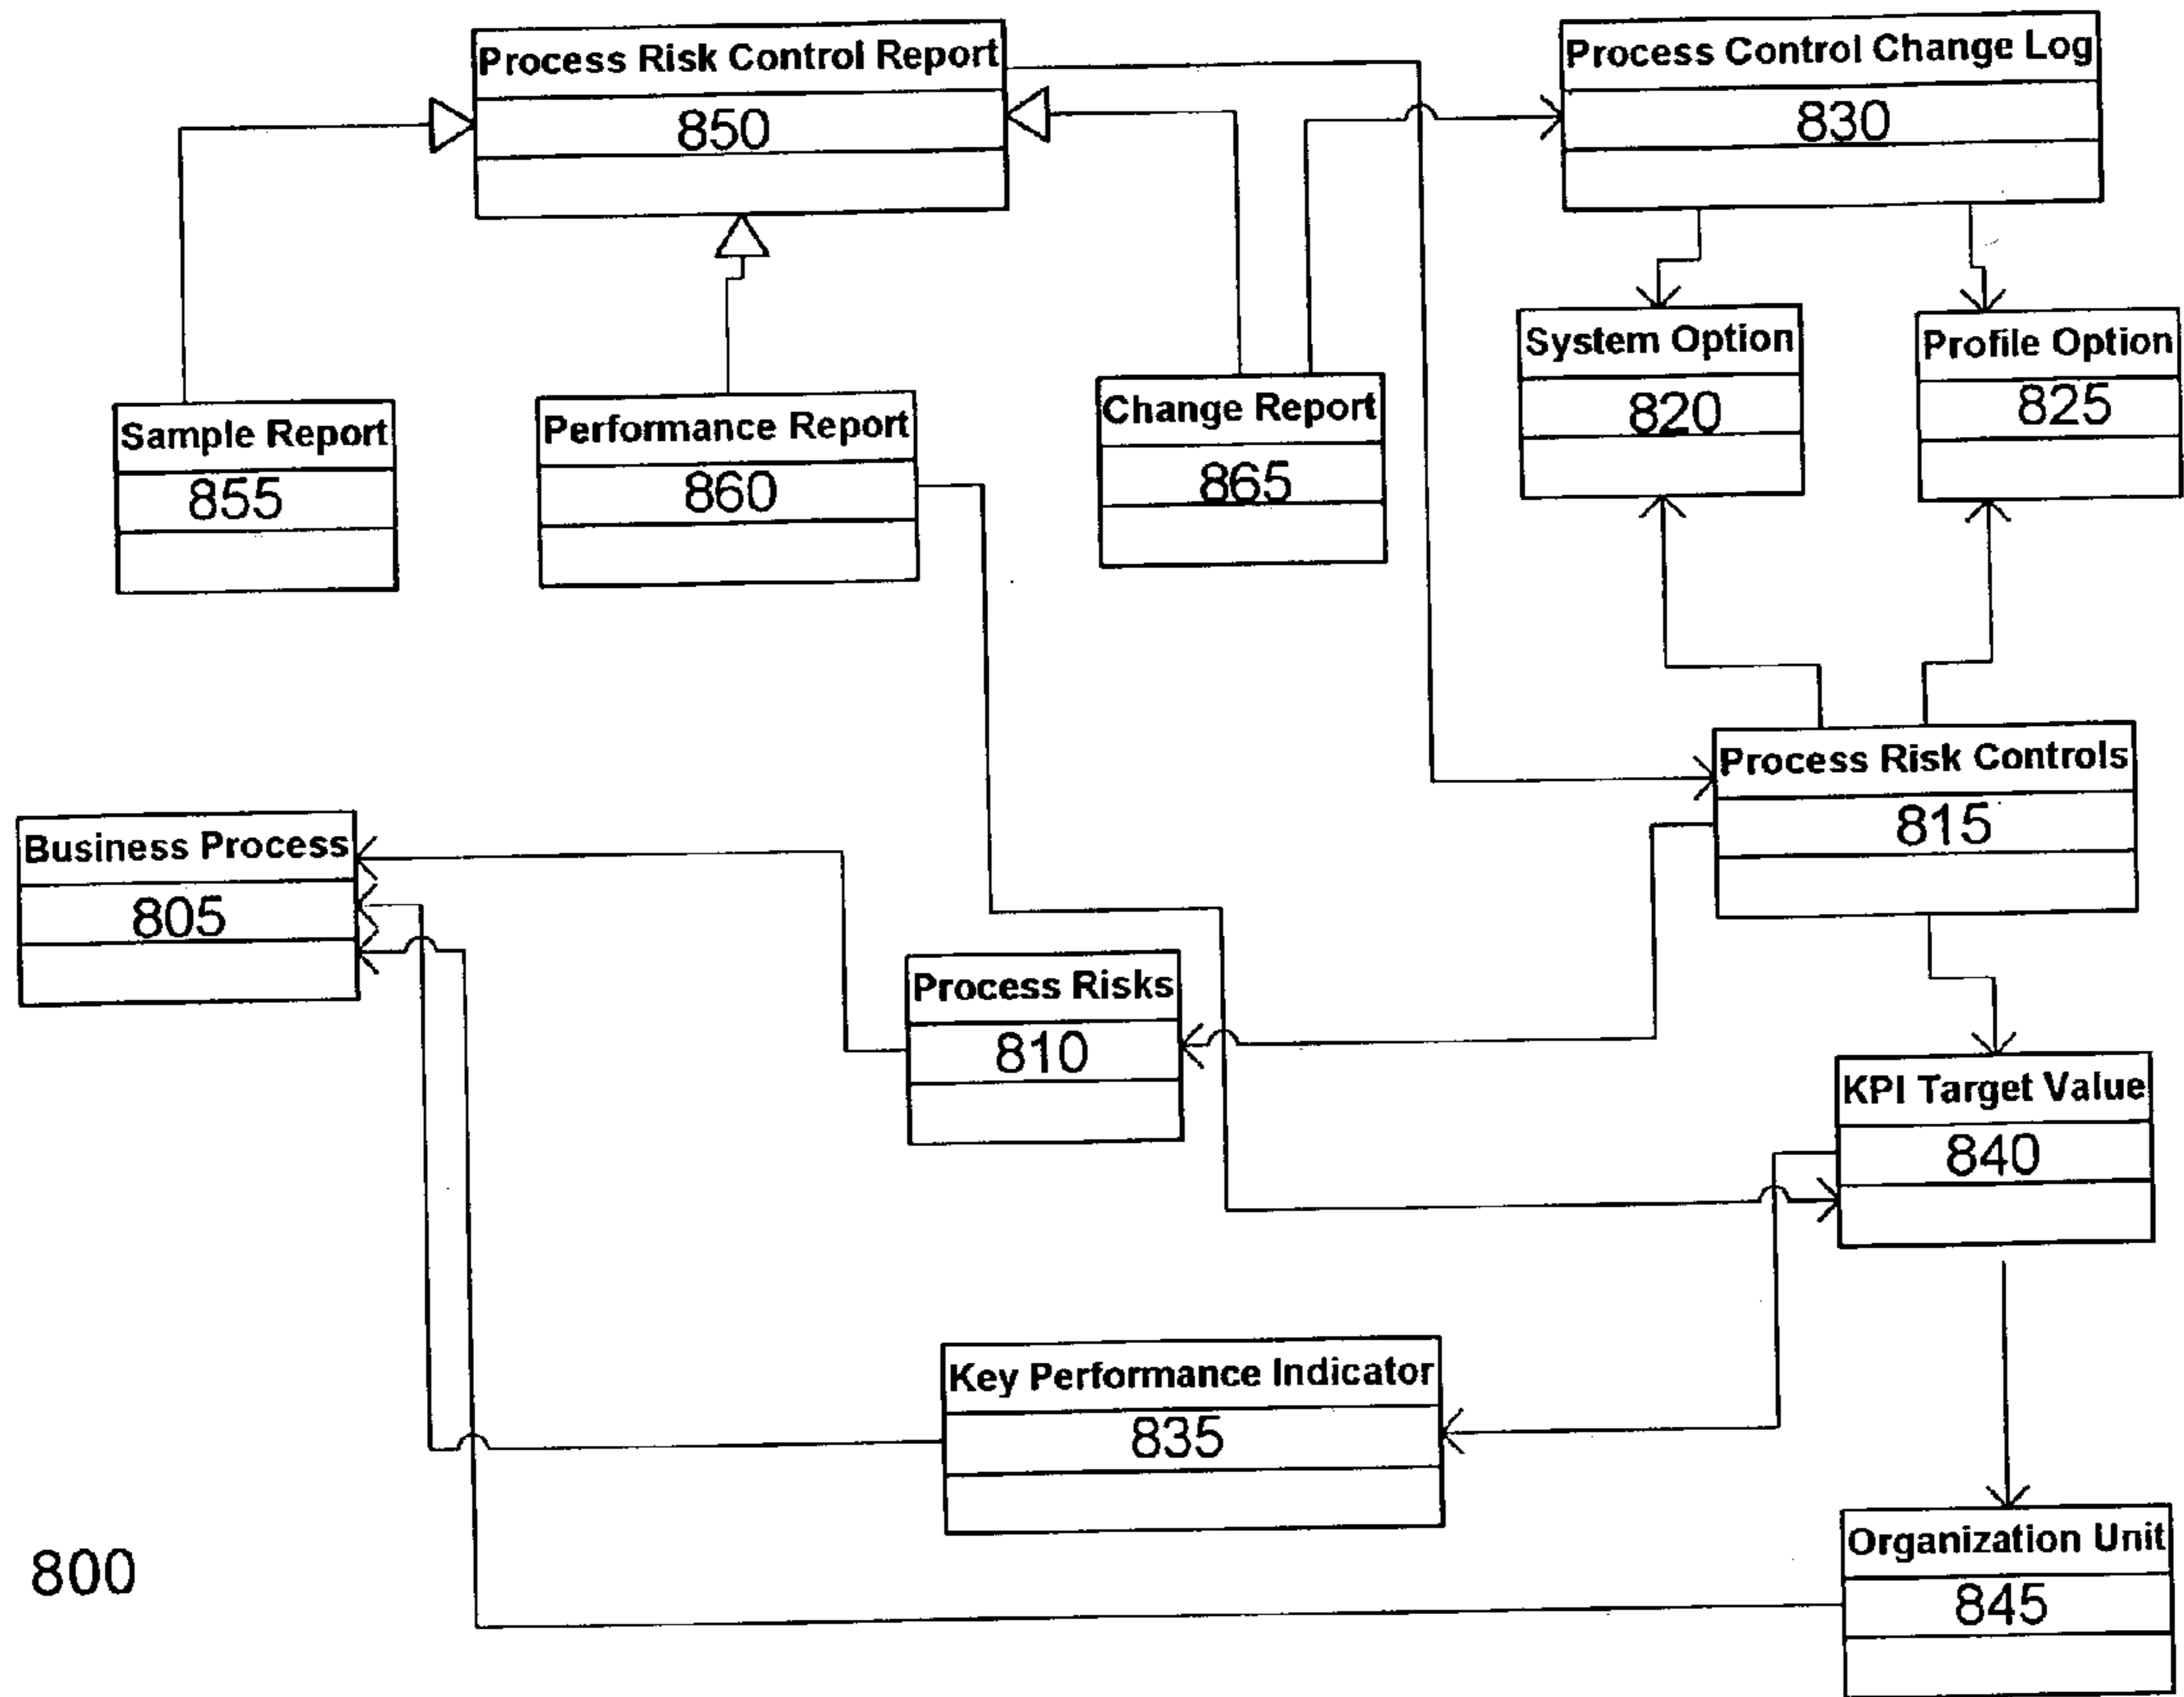 Process Risk Control Report
850
Process Control Change Log
830
System Option
820
Profile Option
825
Sample Report
855
Performance Report
860
Change Report
865
Process Risk Controls
815
Business Process
805
Process Risks
810
KPI Target Value
840
Key Performance Indicator
835
Organization Unit
845
800